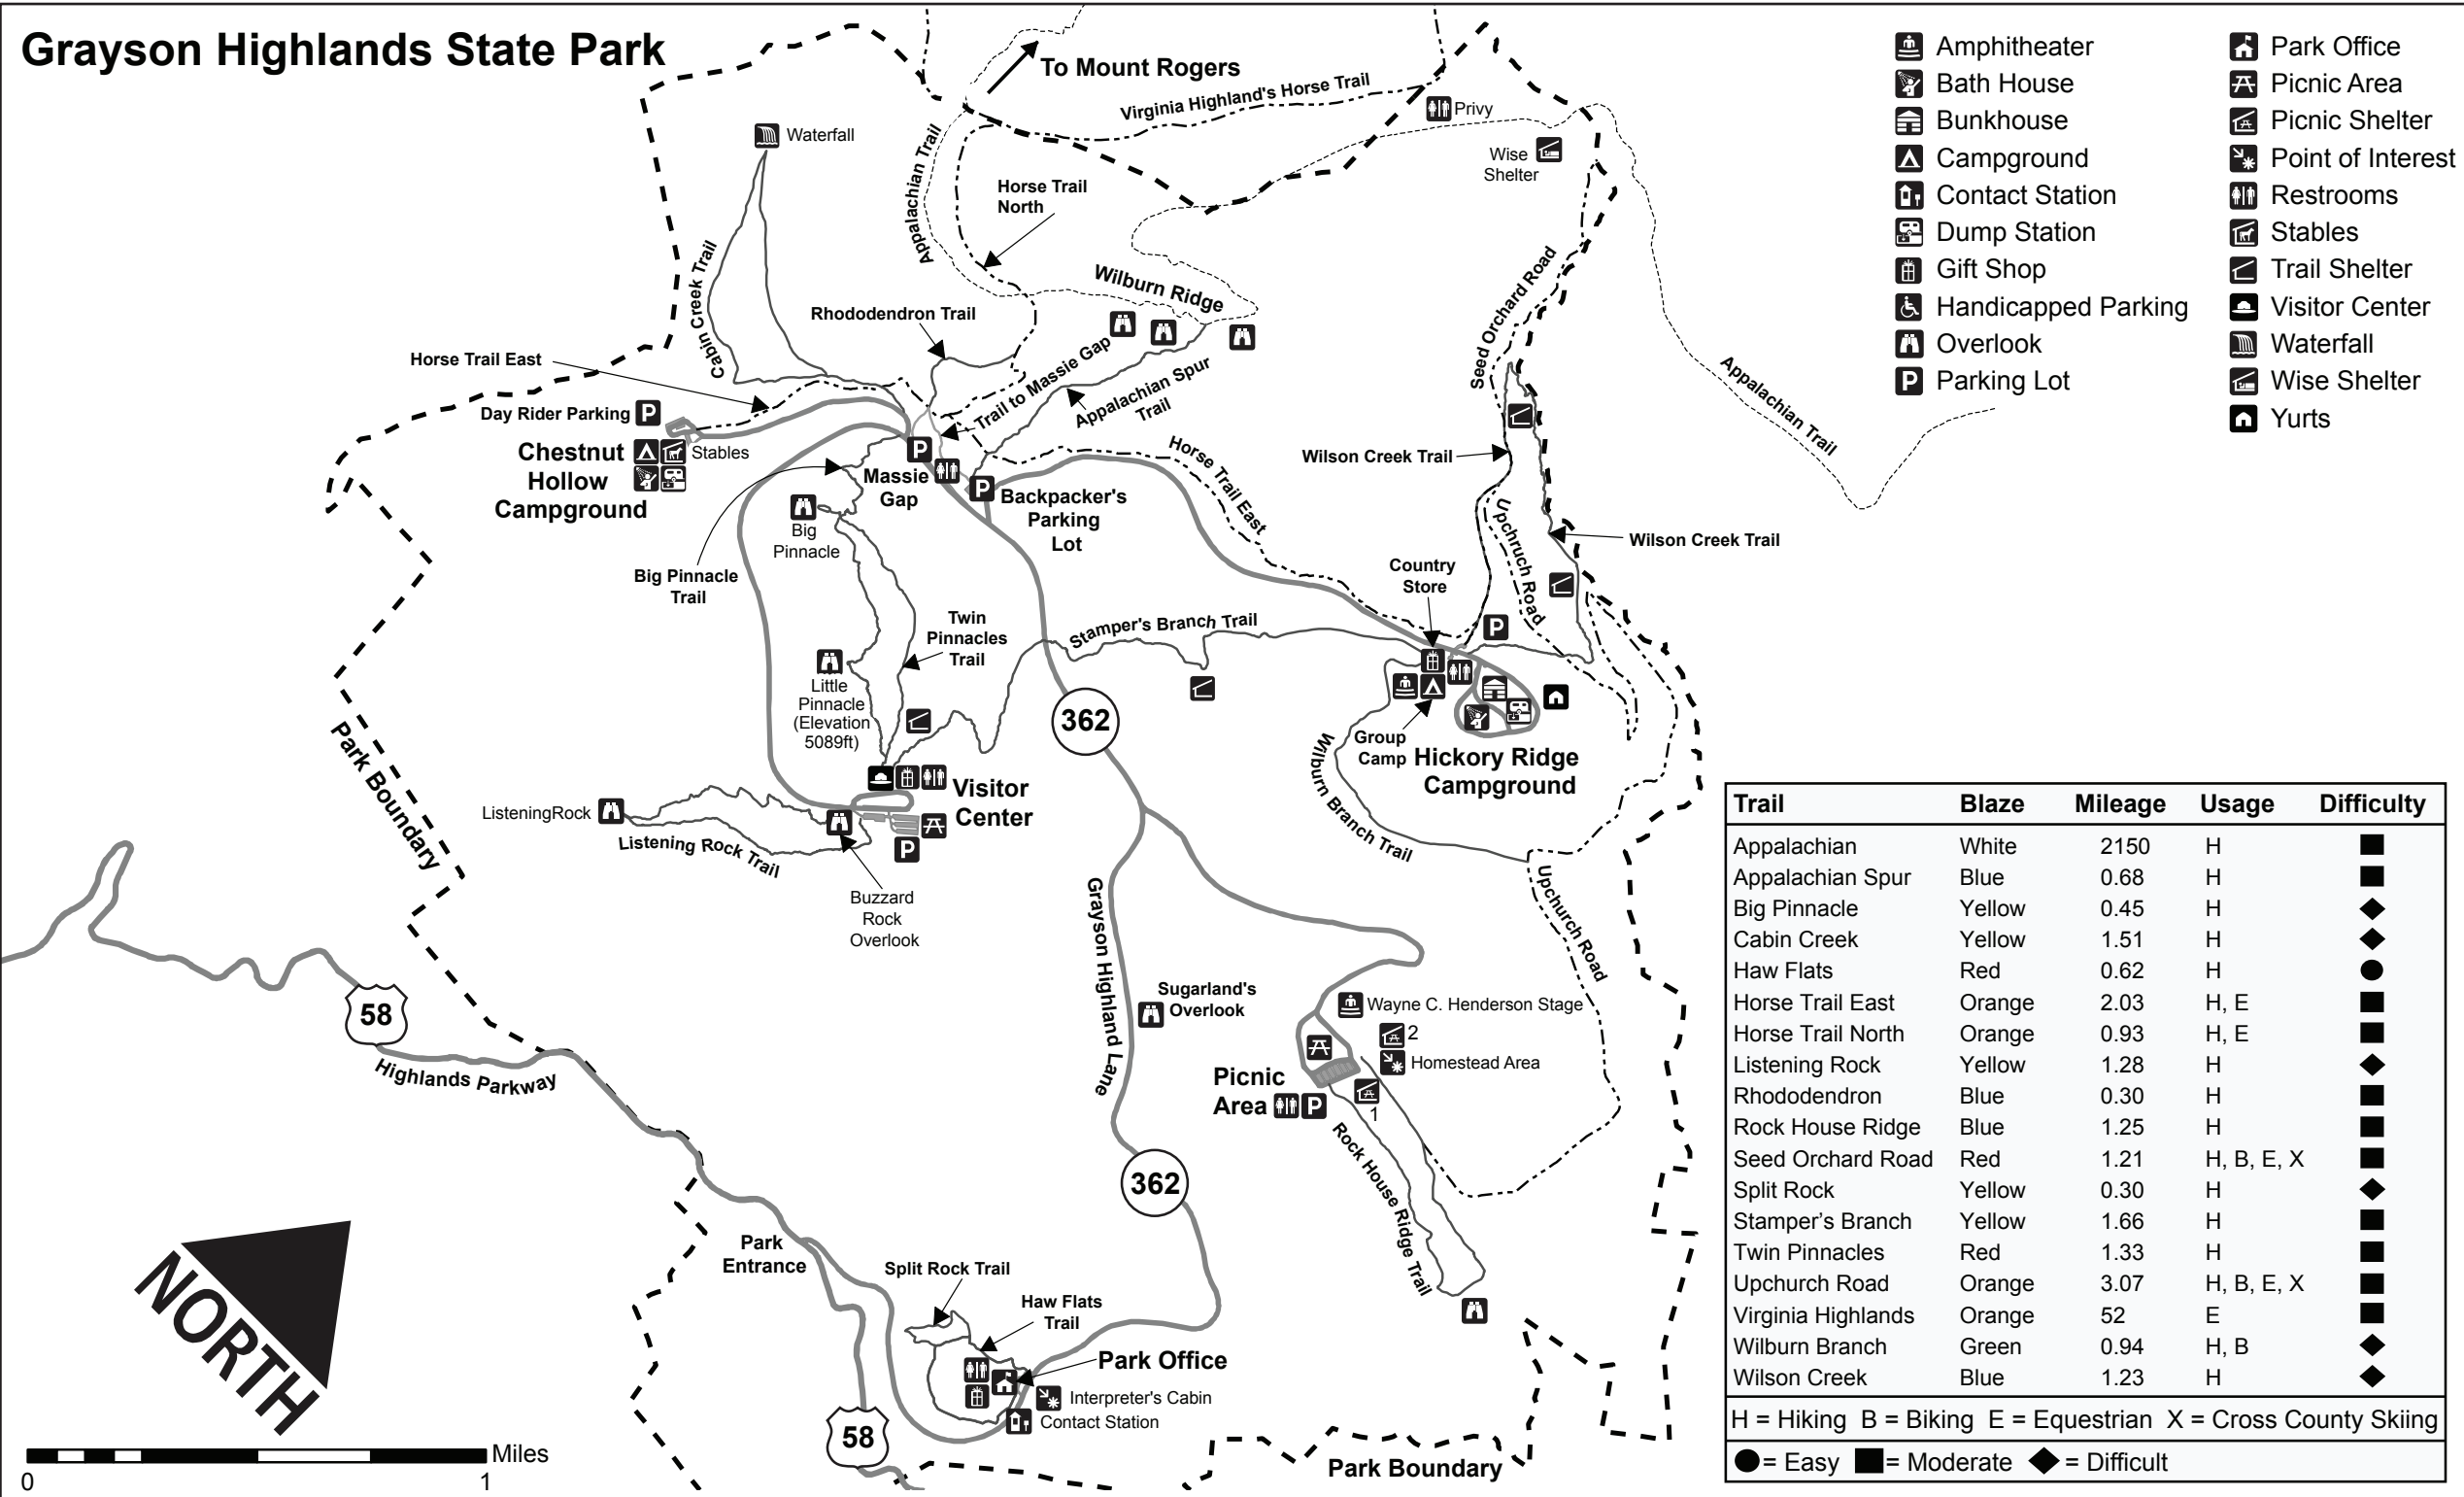 Grayson Highlands State Park
To Mount Rogers
Virginia Highland's Horse Trail
Privy
Waterfall
Appalachian Trail
Wise
Shelter
Horse Trail
North
Cabin Creek Trail
Wilburn Ridge
Rhododendron Trail
Seed Orchard Road
Horse Trail East
Trail to Massie Gap
Appalachian Spur
Trail
Appalachian Trail
Day Rider Parking
P
Chestnut
Hollow
Campground
Stables
P
Massie
Gap
P
Backpacker's
Parking
Lot
Horse Trail East
Wilson Creek Trail
Upchruch Road
Wilson Creek Trail
Big
Pinnacle
Big Pinnacle
Trail
Country
Store
P
Twin
Pinnacles
Trail
Stamper's Branch Trail
Little
Pinnacle
(Elevation
5089ft)
362
Group
Camp
Hickory Ridge
Campground
Wilburn Branch Trail
Park Boundary
Visitor
Center
P
ListeningRock
Listening Rock Trail
Buzzard
Rock
Overlook
Grayson Highland Lane
Upchurch Road
58
Highlands Parkway
Sugarland's
Overlook
Wayne C. Henderson Stage
2
Homestead Area
Picnic
Area
P
1
Rock House Ridge Trail
362
Park
Entrance
Split Rock Trail
Haw Flats
Trail
Park Office
Interpreter's Cabin
Contact Station
58
Park Boundary
NORTH
Miles
0 1
Amphitheater
Bath House
Bunkhouse
Campground
Contact Station
Dump Station
Gift Shop
Handicapped Parking
Overlook
P Parking Lot
Park Office
Picnic Area
Picnic Shelter
Point of Interest
Restrooms
Stables
Trail Shelter
Visitor Center
Waterfall
Wise Shelter
Yurts
Trail Blaze Mileage Usage Difficulty
Appalachian White 2150 H
Appalachian Spur Blue 0.68 H
Big Pinnacle Yellow 0.45 H
Cabin Creek Yellow 1.51 H
Haw Flats Red 0.62 H
Horse Trail East Orange 2.03 H, E
Horse Trail North Orange 0.93 H, E
Listening Rock Yellow 1.28 H
Rhododendron Blue 0.30 H
Rock House Ridge Blue 1.25 H
Seed Orchard Road Red 1.21 H, B, E, X
Split Rock Yellow 0.30 H
Stamper's Branch Yellow 1.66 H
Twin Pinnacles Red 1.33 H
Upchurch Road Orange 3.07 H, B, E, X
Virginia Highlands Orange 52 E
Wilburn Branch Green 0.94 H, B
Wilson Creek Blue 1.23 H
H = Hiking B = Biking E = Equestrian X = Cross County Skiing
= Easy = Moderate = Difficult